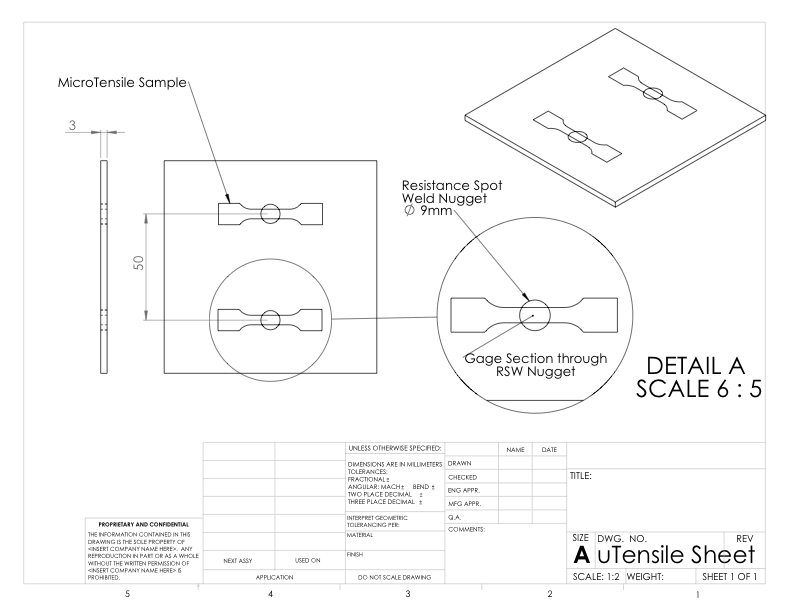 MicroTensile Sample
3
50
Resistance Spot
Weld Nugget
∅ 9mm
Gage Section through
RSW Nugget
DETAIL A
SCALE 6 : 5
UNLESS OTHERWISE SPECIFIED:
DIMENSIONS ARE IN MILLIMETERS
TOLERANCES:
FRACTIONAL ±
ANGULAR: MACH ± BEND ±
TWO PLACE DECIMAL ±
THREE PLACE DECIMAL ±
INTERPRET GEOMETRIC
TOLERANCING PER:
MATERIAL
FINISH
DO NOT SCALE DRAWING
NAME DATE
DRAWN
CHECKED
ENG APPR.
MFG APPR.
Q.A.
COMMENTS:
TITLE:
SIZE DWG. NO. REV
A uTensile Sheet
SCALE: 1:2 WEIGHT: SHEET 1 OF 1
PROPRIETARY AND CONFIDENTIAL
THE INFORMATION CONTAINED IN THIS
DRAWING IS THE SOLE PROPERTY OF
<INSERT COMPANY NAME HERE>. ANY
REPRODUCTION IN PART OR AS A WHOLE
WITHOUT THE WRITTEN PERMISSION OF
<INSERT COMPANY NAME HERE> IS
PROHIBITED.
NEXT ASSY USED ON
APPLICATION
5 4 3 2 1